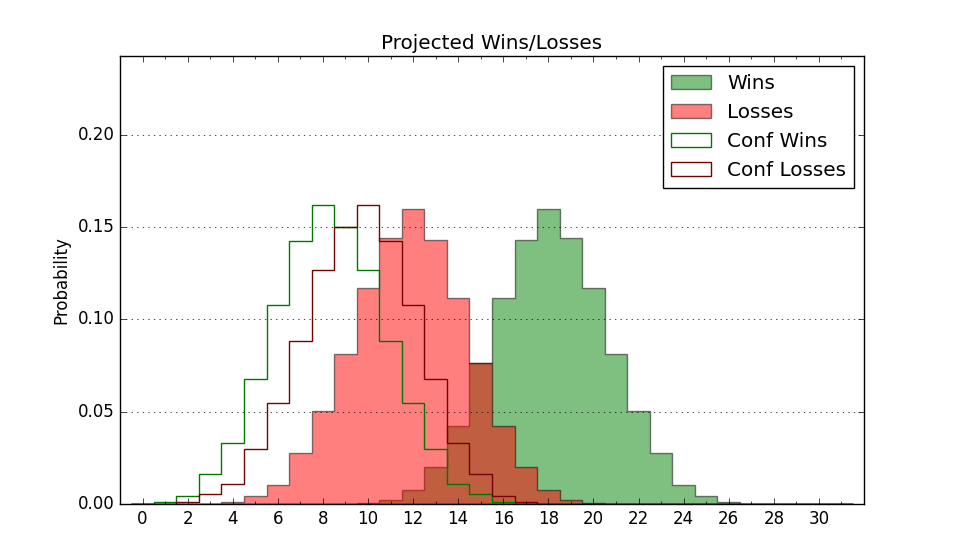 Projected Wins/Losses
Wins
Losses
Conf Wins
Conf Losses
Probability
0.20
0.15
0.10
0.05
0.00
0 2 4 6 8 10 12 14 16 18 20 22 24 26 28 30